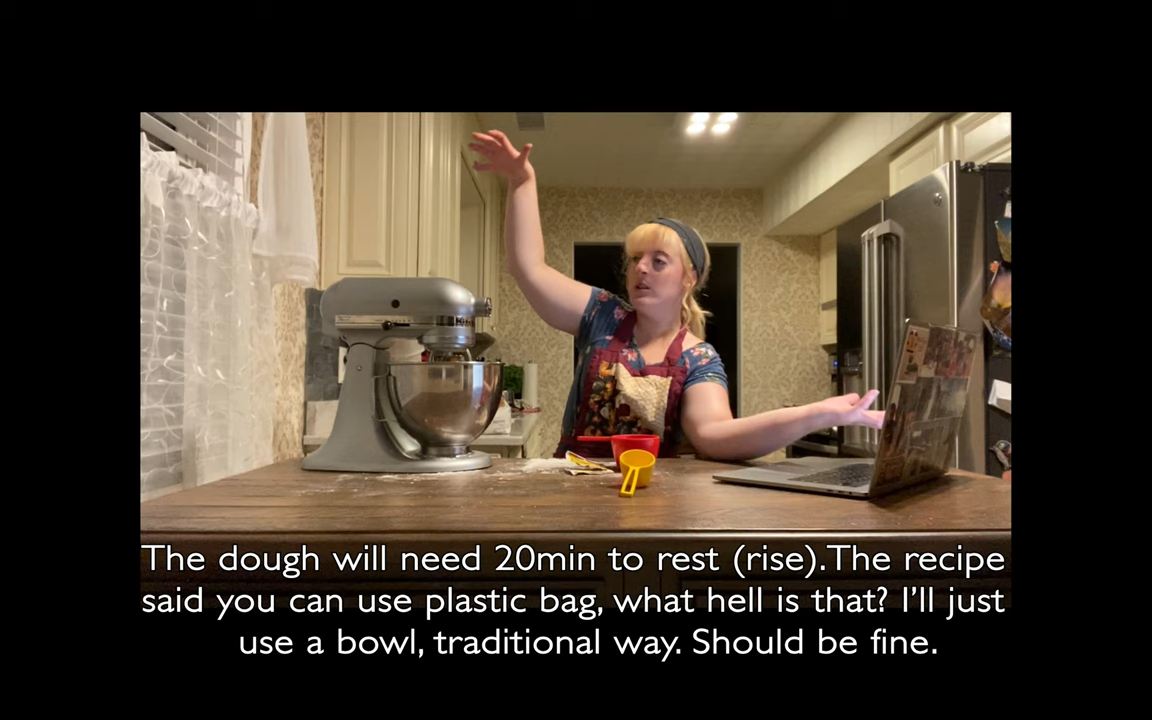 The dough will need 20min to rest (rise).The recipe
said you can use plastic bag, what hell is that? I’ll just
use a bowl, traditional way. Should be fine.